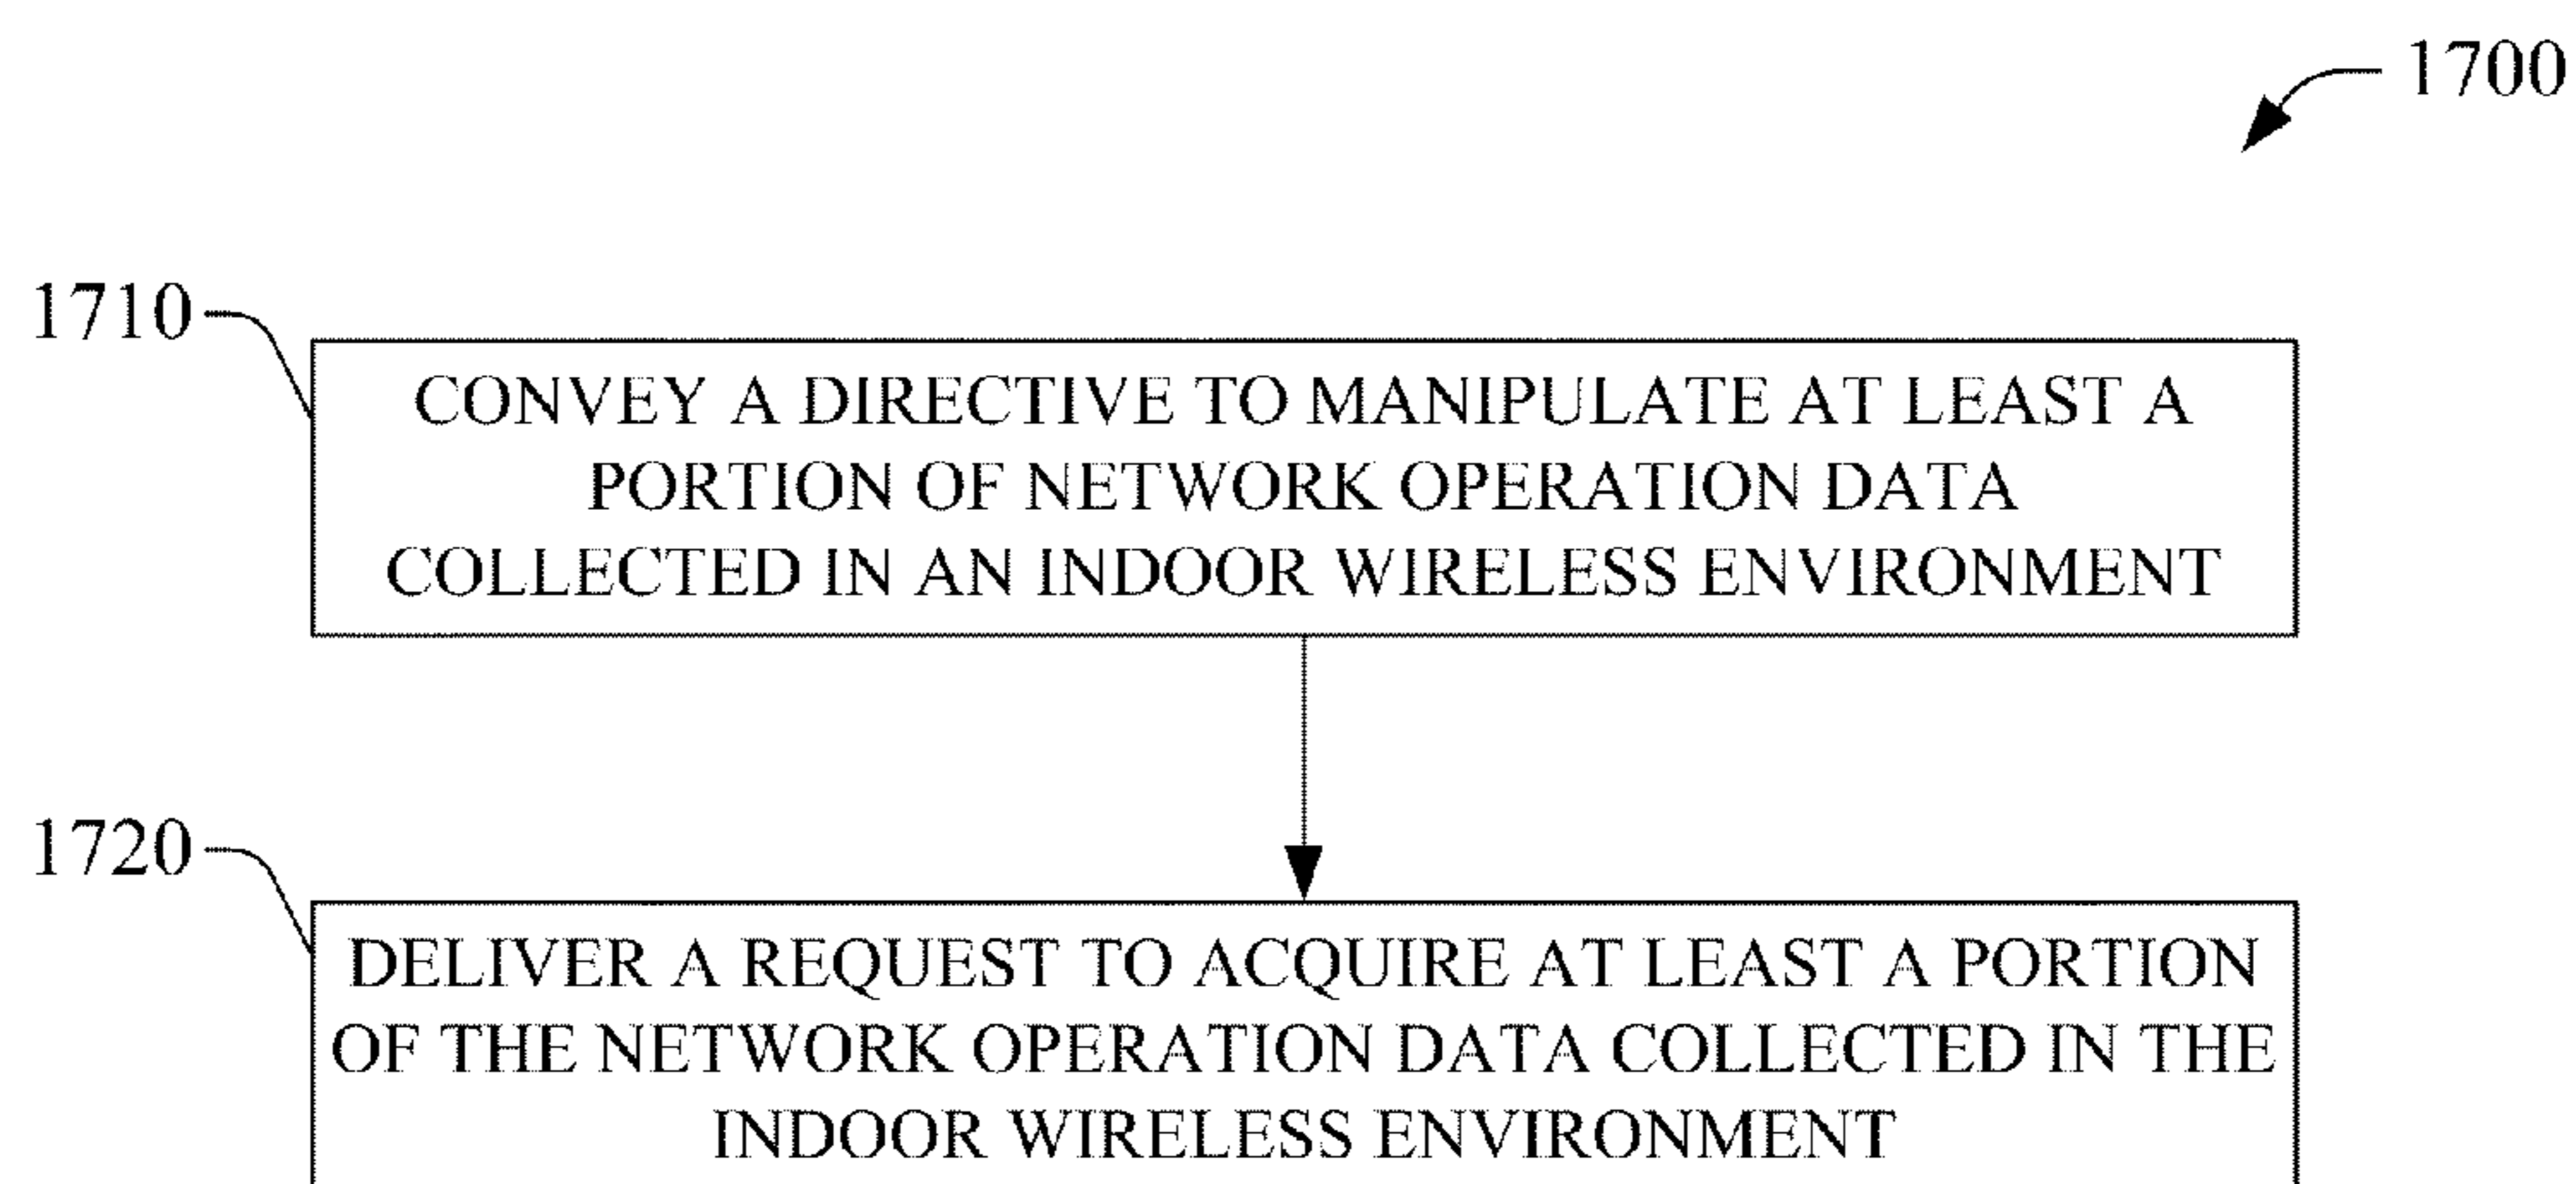 1700
1710
CONVEY A DIRECTIVE TO MANIPULATE AT LEAST A
PORTION OF NETWORK OPERATION DATA
COLLECTED IN AN INDOOR WIRELESS ENVIRONMENT
1720
DELIVER A REQUEST TO ACQUIRE AT LEAST A PORTION
OF THE NETWORK OPERATION DATA COLLECTED IN THE
INDOOR WIRELESS ENVIRONMENT